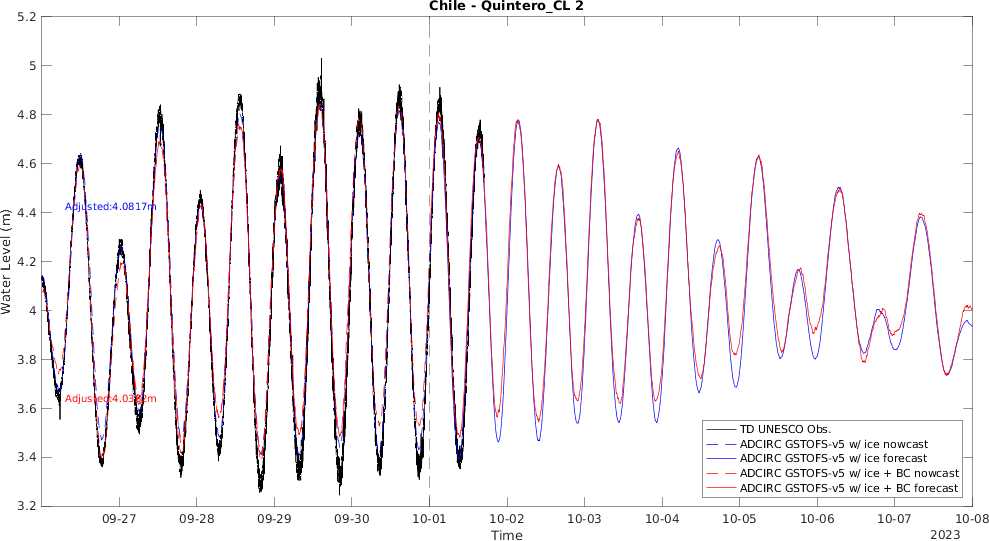 Chile - Quintero_CL 2
5.2
5
4.8
4.6
4.4
4.2
4
3.8
3.6
3.4
3.2
Water Level (m)
Adjusted:4.0817m
Adjusted:4.0382m
TD UNESCO Obs.
ADCIRC GSTOFS-v5 w/ ice nowcast
ADCIRC GSTOFS-v5 w/ ice forecast
ADCIRC GSTOFS-v5 w/ ice + BC nowcast
ADCIRC GSTOFS-v5 w/ ice + BC forecast
09-27 09-28 09-29 09-30 10-01 10-02 10-03 10-04 10-05 10-06 10-07 10-08
Time
2023